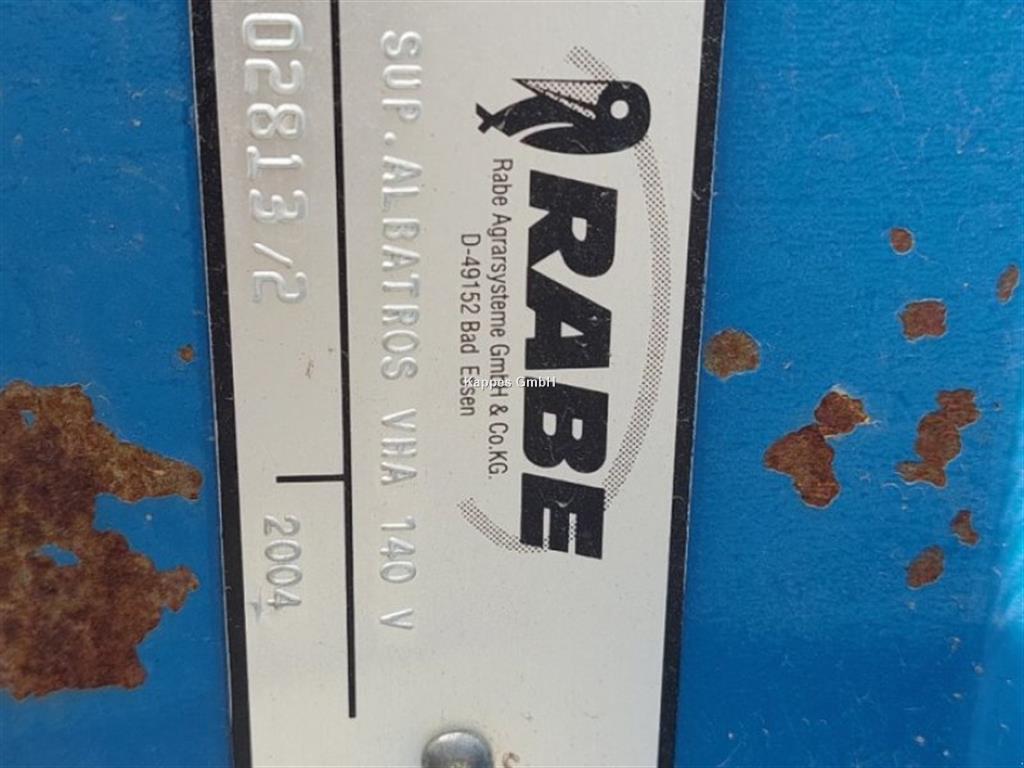 RABE
Rabe Agrarsysteme GmbH & Co.KG.
D-49152 Bad Essen
SUP.ALBATROS VHA 140 V
02813/2 2004
Kappes GmbH